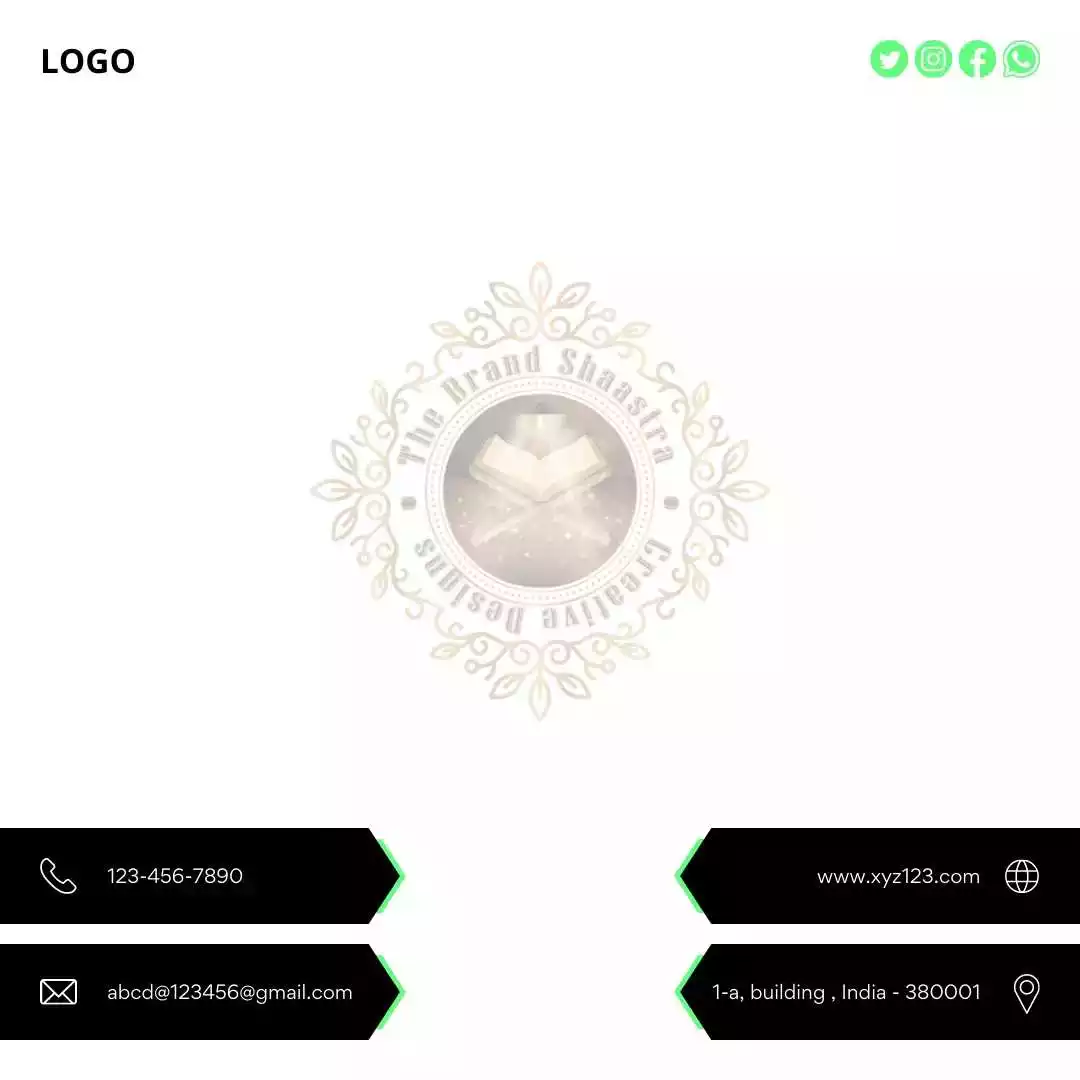 LOGO
The Brand Shaastra
Creative Designs
123-456-7890
www.xyz123.com
abcd@123456@gmail.com
1-a, building , India - 380001